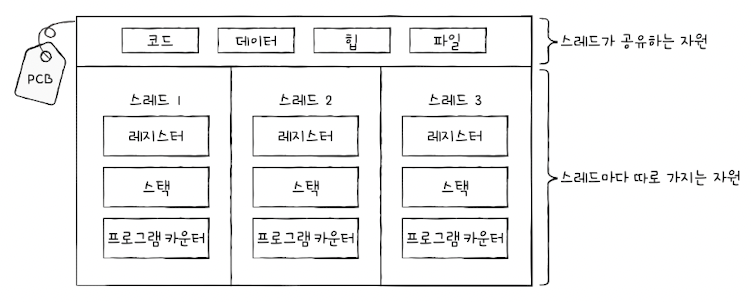 코드 데이터 힙 파일
스레드가 공유하는 자원
PCB
스레드 1 스레드 2 스레드 3
레지스터 레지스터 레지스터
스택 스택 스택
스레드마다 따로 가지는 자원
프로그램 카운터 프로그램 카운터 프로그램 카운터